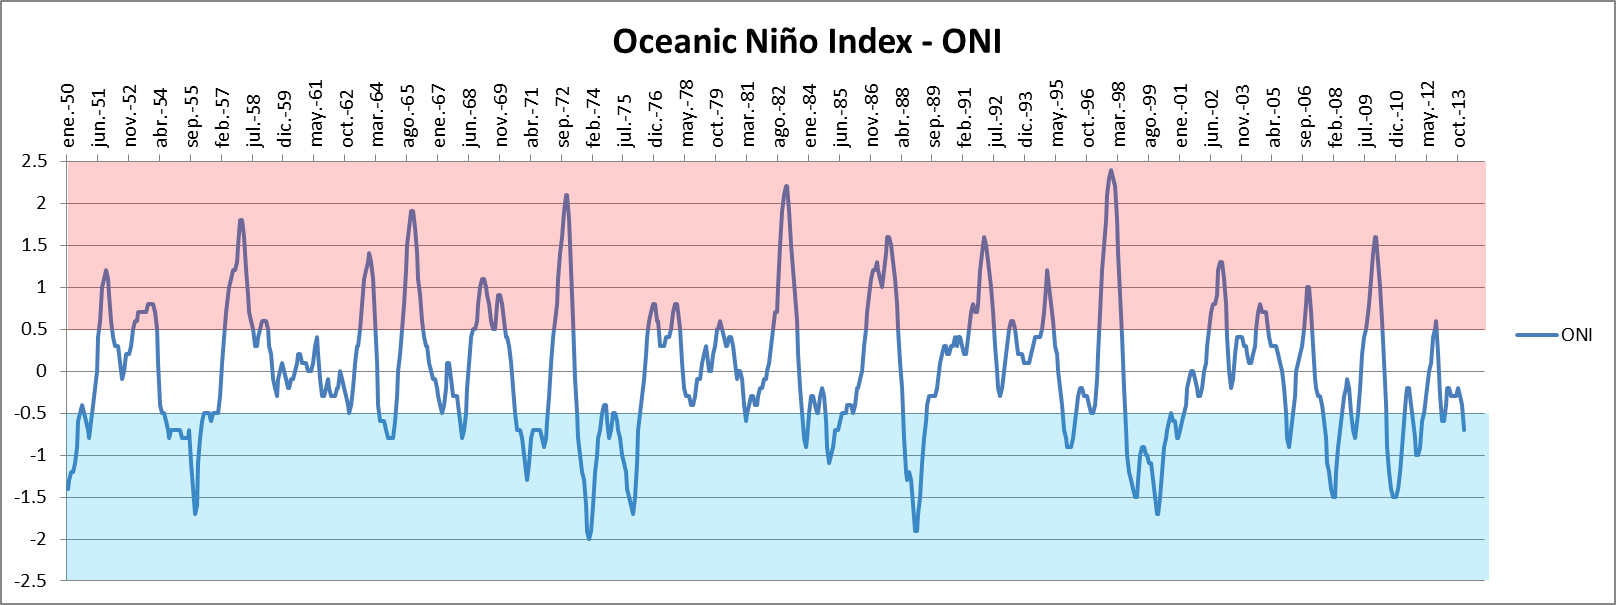 Oceanic Niño Index - ONI
ene.-50
jun.-51
nov.-52
abr.-54
sep.-55
feb.-57
jul.-58
dic.-59
may.-61
oct.-62
mar.-64
ago.-65
ene.-67
jun.-68
nov.-69
abr.-71
sep.-72
feb.-74
jul.-75
dic.-76
may.-78
oct.-79
mar.-81
ago.-82
ene.-84
jun.-85
nov.-86
abr.-88
sep.-89
feb.-91
jul.-92
dic.-93
may.-95
oct.-96
mar.-98
ago.-99
ene.-01
jun.-02
nov.-03
abr.-05
sep.-06
feb.-08
jul.-09
dic.-10
may.-12
oct.-13
2.5
2
1.5
1
0.5
0
-0.5
-1
-1.5
-2
-2.5
ONI